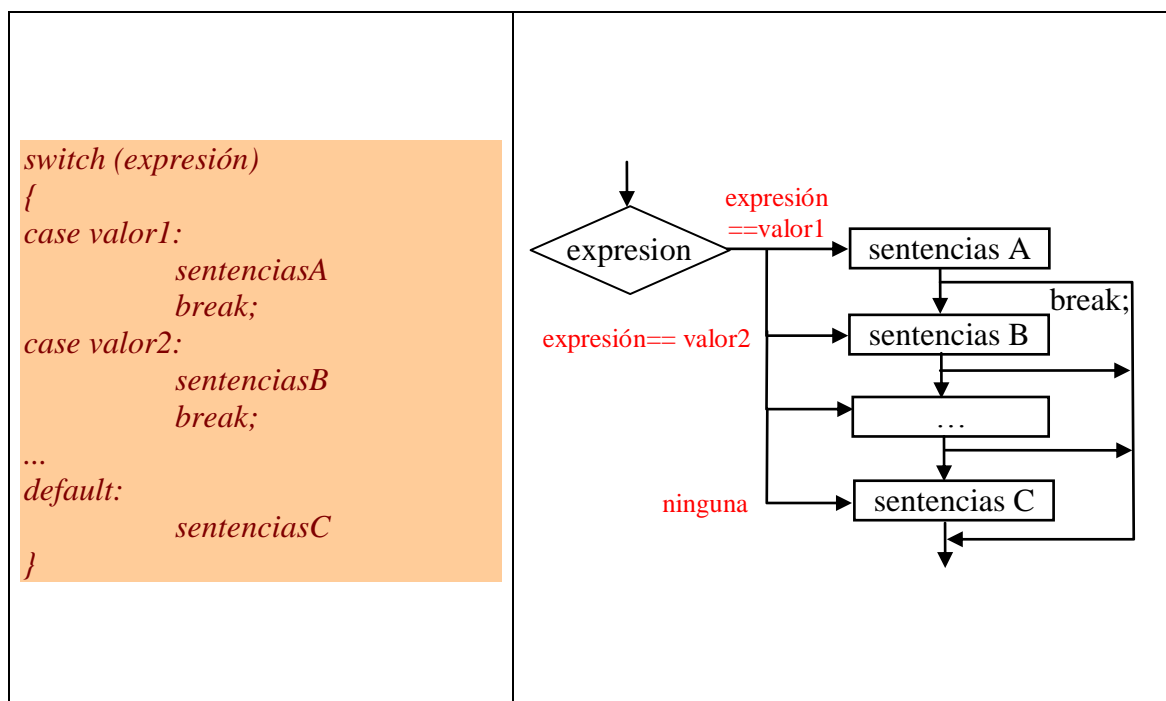 switch (expresión)
{
case valor1:
sentenciasA
break;
case valor2:
sentenciasB
break;
...
default:
sentenciasC
}
expresión
==valor1
expresion
sentencias A
break;
expresión== valor2
sentencias B
...
ninguna
sentencias C